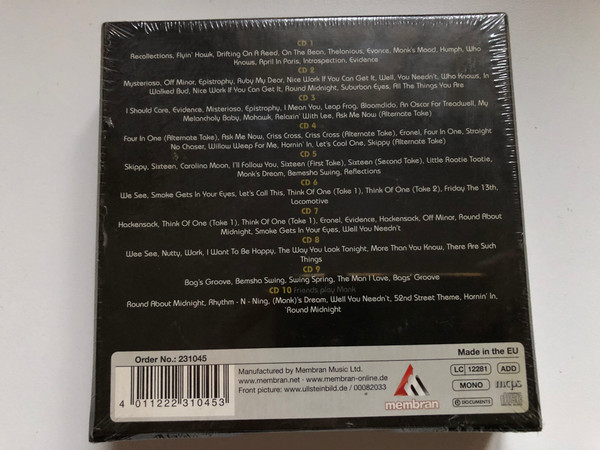 CD 1
Recollections, Flyin' Hawk, Drifting On A Reed, On The Bean, Thelonious, Evonce, Monk's Mood, Humph, Who
Knows, April In Paris, Introspection, Evidence
CD 2
Mysterioso, Off Minor, Epistrophy, Ruby My Dear, Nice Work If You Can Get It, Well, You Needn't, Who Knows, In
Walked Bud, Nice Work If You Can Get It, Round Midnight, Suburban Eyes, All The Things You Are
CD 3
I Should Care, Evidence, Misterioso, Epistrophy, I Mean You, Leap Frog, Bloomdido, An Oscar For Treadwell, My
Melancholy Baby, Mohawk, Relaxin' With Lee, Ask Me Now (Alternate Take)
CD 4
Four In One (Alternate Take), Ask Me Now, Criss Cross, Criss Cross (Alternate Take), Eronel, Four In One, Straight
No Chaser, Willow Weep For Me, Hornin' In, Let's Cool One, Skippy (Alternate Take)
CD 5
Skippy, Sixteen, Carolina Moon, I'll Follow You, Sixteen (First Take), Sixteen (Second Take), Little Rootie Tootie,
Monk's Dream, Bemesha Swing, Reflections
CD 6
We See, Smoke Gets In Your Eyes, Let's Call This, Think Of One (Take 1), Think Of One (Take 2), Friday The 13th,
Locomotive
CD 7
Hackensack, Think Of One (Take 1), Think Of One (Take 1), Eronel, Evidence, Hackensack, Off Minor, Round About
Midnight, Smoke Gets In Your Eyes, Well You Needn't
CD 8
Wee See, Nutty, Work, I Want To Be Happy, The Way You Look Tonight, More Than You Know, There Are Such
Things
CD 9
Bag's Groove, Bemsha Swing, Swing Spring, The Man I Love, Bags' Groove
CD 10 Friends play Monk
Round About Midnight, Rhythm - N - Ning, (Monk)'s Dream, Well You Needn't, 52nd Street Theme, Hornin' In,
'Round Midnight
Order No.: 231045
Made in the EU
4 011222 310453
Manufactured by Membran Music Ltd.
www.membran.net · www.membran-online.de
Front picture: www.ullsteinbild.de / 00082033
membran
LC 12281 ADD
MONO mcps
DOCUMENTS